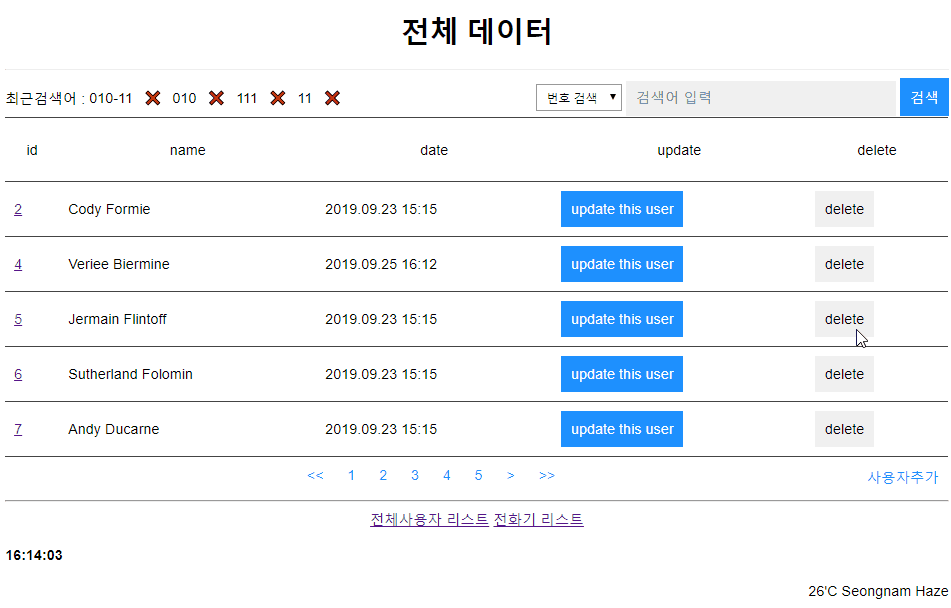 전체 데이터
최근검색어 : 010-11 ❌ 010 ❌ 111 ❌ 11 ❌ 번호 검색 ▼ 검색어 입력 검색
id name date update delete
2 Cody Formie 2019.09.23 15:15 update this user delete
4 Veriee Biermine 2019.09.25 16:12 update this user delete
5 Jermain Flintoff 2019.09.23 15:15 update this user delete
6 Sutherland Folomin 2019.09.23 15:15 update this user delete
7 Andy Ducarne 2019.09.23 15:15 update this user delete
<< 1 2 3 4 5 > >> 사용자추가
전체사용자 리스트 전화기 리스트
16:14:03
26'C Seongnam Haze